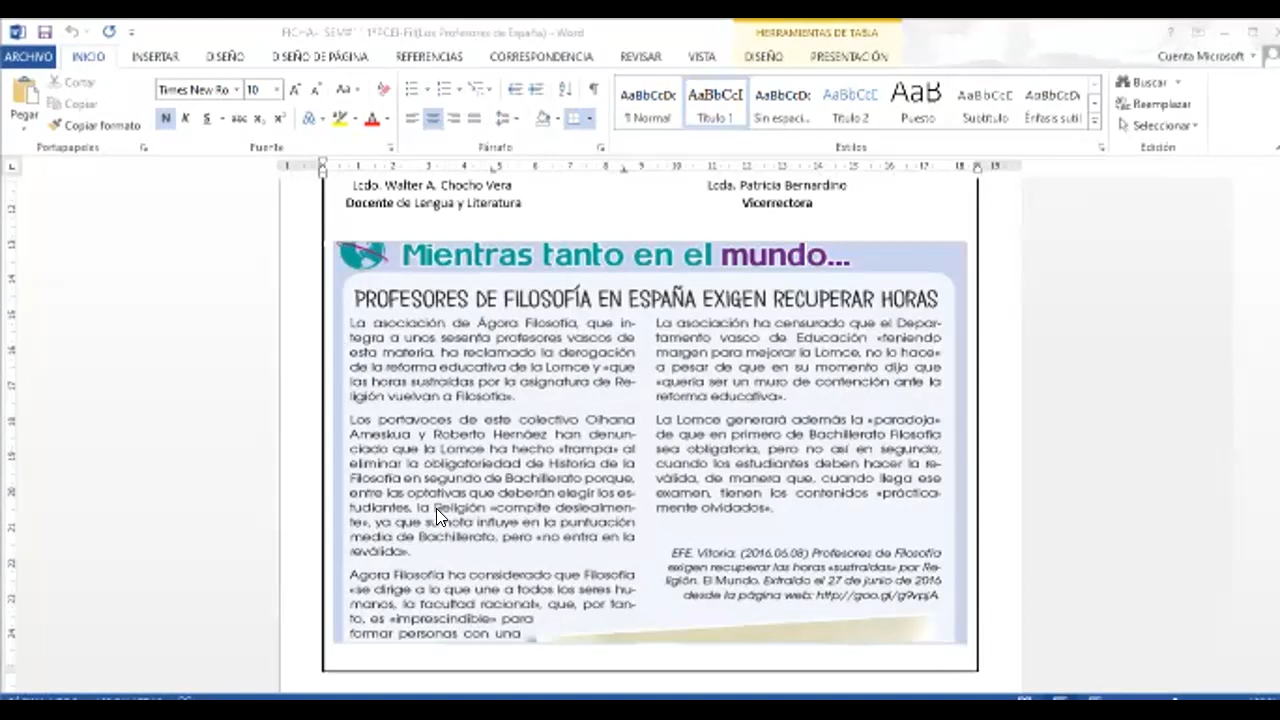 FICHA- SEM# 1ºPCEI-Fil(Los Profesores de España) - Word
HERRAMIENTAS DE TABLA
ARCHIVO INICIO INSERTAR DISEÑO DISEÑO DE PÁGINA REFERENCIAS CORRESPONDENCIA REVISAR VISTA DISEÑO PRESENTACIÓN Cuenta Microsoft
Pegar
Cortar
Copiar
Copiar formato
Portapapeles
Times New Ro 10
N K S abc x₂ x²
Fuente
Párrafo
AaBbCcDc AaBbCcI AaBbCcDc AaBbCcDc AaB AaBbCcC AaBbCcDc
¶ Normal Título 1 Sin espaci... Título 2 Puesto Subtítulo Énfasis sutil
Estilos
Buscar
Reemplazar
Seleccionar
Edición
Lcdo. Walter A. Chocho Vera Lcda. Patricia Bernardino
Docente de Lengua y Literatura Vicerrectora
Mientras tanto en el mundo...
PROFESORES DE FILOSOFÍA EN ESPAÑA EXIGEN RECUPERAR HORAS
La asociación de Ágora Filosofía, que in-
tegra a unos sesenta profesores vascos de
esta materia, ha reclamado la derogación
de la reforma educativa de la Lomce y «que
las horas sustraídas por la asignatura de Re-
ligión vuelvan a Filosofía».
Los portavoces de este colectivo Oihana
Ameskua y Roberto Hernáez han denun-
ciado que la Lomce ha hecho «trampa» al
eliminar la obligatoriedad de Historia de la
Filosofía en segundo de Bachillerato porque,
entre las optativas que deberán elegir los es-
tudiantes, la Religión «compite deslealmen-
te», ya que su nota influye en la puntuación
media de Bachillerato, pero «no entra en la
reválida».
Agora Filosofía ha considerado que Filosofía
«se dirige a lo que une a todos los seres hu-
manos, la facultad racional», que, por tan-
to, es «imprescindible» para
formar personas con una
La asociación ha censurado que el Depar-
tamento vasco de Educación «teniendo
margen para mejorar la Lomce, no lo hace»
a pesar de que en su momento dijo que
«quería ser un muro de contención ante la
reforma educativa».
La Lomce generará además la «paradoja»
de que en primero de Bachillerato Filosofía
sea obligatoria, pero no así en segundo,
cuando los estudiantes deben hacer la re-
válida, de manera que, cuando llega ese
examen, tienen los contenidos «práctica-
mente olvidados».
EFE. Vitoria. (2016.06.08) Profesores de Filosofía
exigen recuperar las horas «sustraídas» por Re-
ligión. El Mundo. Extraído el 27 de junio de 2016
desde la página web: http://goo.gl/g9vpjA